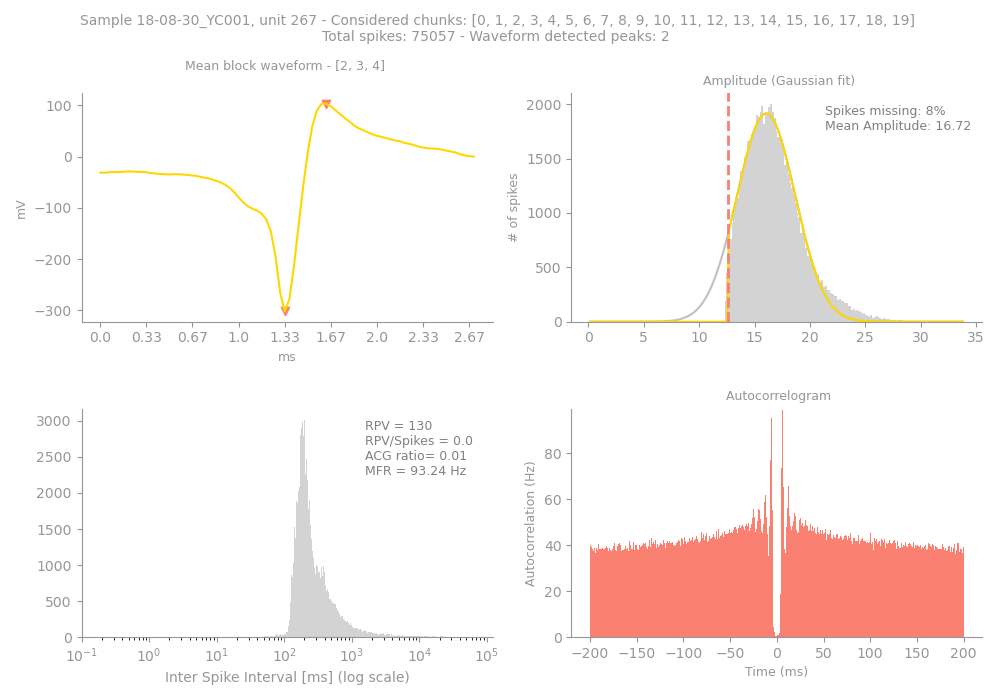 Sample 18-08-30_YC001, unit 267 - Considered chunks: [0, 1, 2, 3, 4, 5, 6, 7, 8, 9, 10, 11, 12, 13, 14, 15, 16, 17, 18, 19]
Total spikes: 75057 - Waveform detected peaks: 2
Mean block waveform - [2, 3, 4]
100
0
−100
−200
−300
mV
0.0 0.33 0.67 1.0 1.33 1.67 2.0 2.33 2.67
ms
Amplitude (Gaussian fit)
Spikes missing: 8%
Mean Amplitude: 16.72
2000
1500
1000
500
0
# of spikes
0 5 10 15 20 25 30 35
3000
2500
2000
1500
1000
500
0
RPV = 130
RPV/Spikes = 0.0
ACG ratio= 0.01
MFR = 93.24 Hz
10⁻¹ 10⁰ 10¹ 10² 10³ 10⁴ 10⁵
Inter Spike Interval [ms] (log scale)
Autocorrelogram
80
60
40
20
0
Autocorrelation (Hz)
−200 −150 −100 −50 0 50 100 150 200
Time (ms)